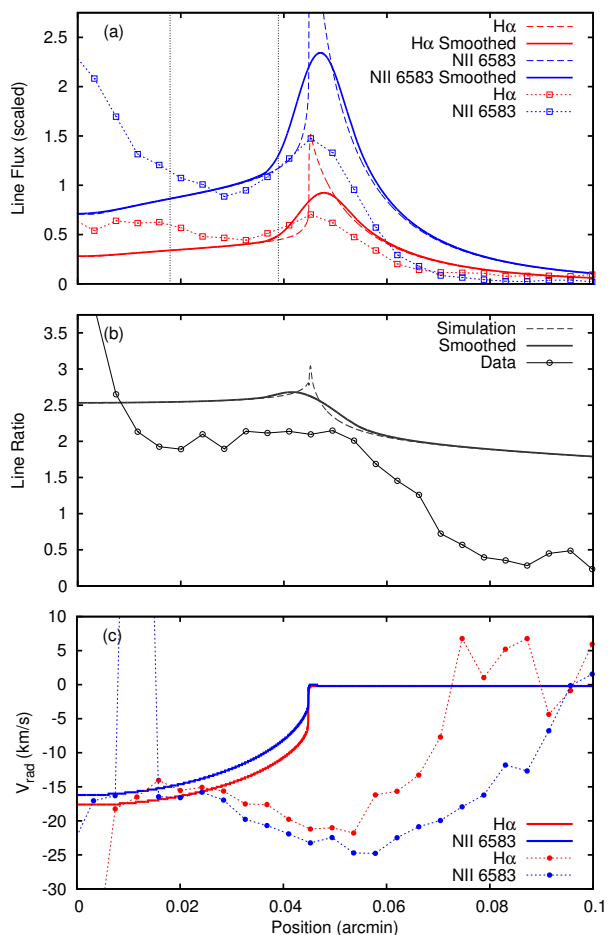 (a)
Hα
Hα Smoothed
NII 6583
NII 6583 Smoothed
Hα
NII 6583
Line Flux (scaled)
2.5
2
1.5
1
0.5
0
(b)
Simulation
Smoothed
Data
Line Ratio
3.5
3
2.5
2
1.5
1
0.5
0
(c)
Hα
NII 6583
Hα
NII 6583
V_rad (km/s)
10
5
0
-5
-10
-15
-20
-25
-30
0 0.02 0.04 0.06 0.08 0.1
Position (arcmin)